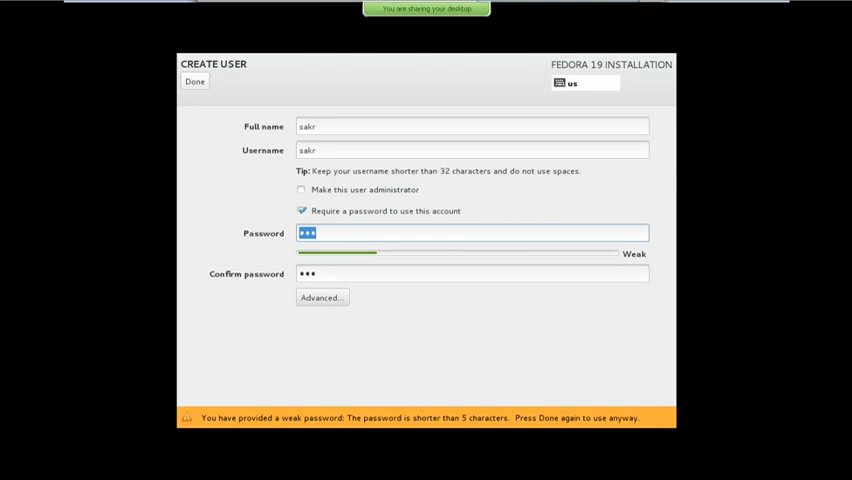 You are sharing your desktop
CREATE USER
FEDORA 19 INSTALLATION
Done
us
Full name
sakr
Username
sakr
Tip: Keep your username shorter than 32 characters and do not use spaces.
Make this user administrator
Require a password to use this account
Password
•••
Weak
Confirm password
•••
Advanced...
You have provided a weak password: The password is shorter than 5 characters. Press Done again to use anyway.